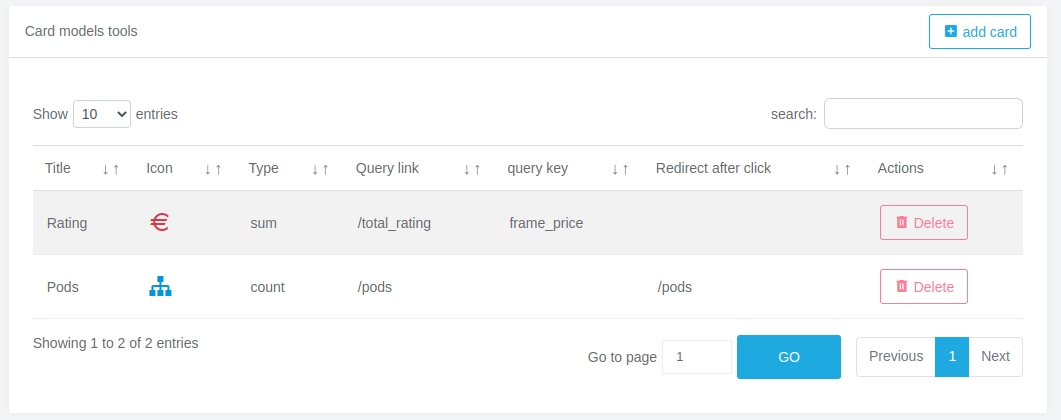 Card models tools
add card
Show 10 entries
search:
Title Icon Type Query link query key Redirect after click Actions
Rating sum /total_rating frame_price Delete
Pods count /pods /pods Delete
Showing 1 to 2 of 2 entries
Go to page 1 GO Previous 1 Next